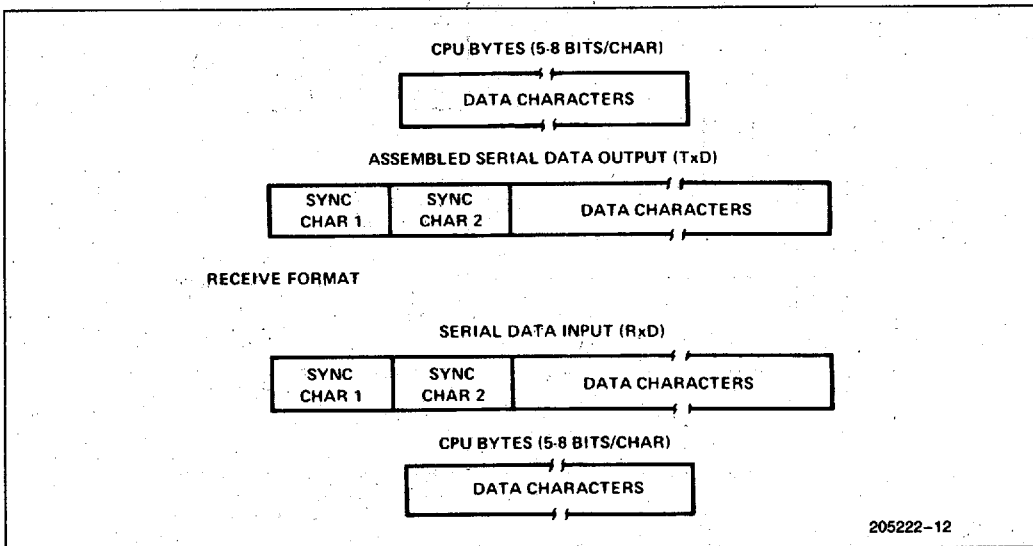 CPU BYTES (5-8 BITS/CHAR)
DATA CHARACTERS
ASSEMBLED SERIAL DATA OUTPUT (TxD)
SYNC CHAR 1
SYNC CHAR 2
DATA CHARACTERS
RECEIVE FORMAT
SERIAL DATA INPUT (RxD)
SYNC CHAR 1
SYNC CHAR 2
DATA CHARACTERS
CPU BYTES (5-8 BITS/CHAR)
DATA CHARACTERS
205222-12